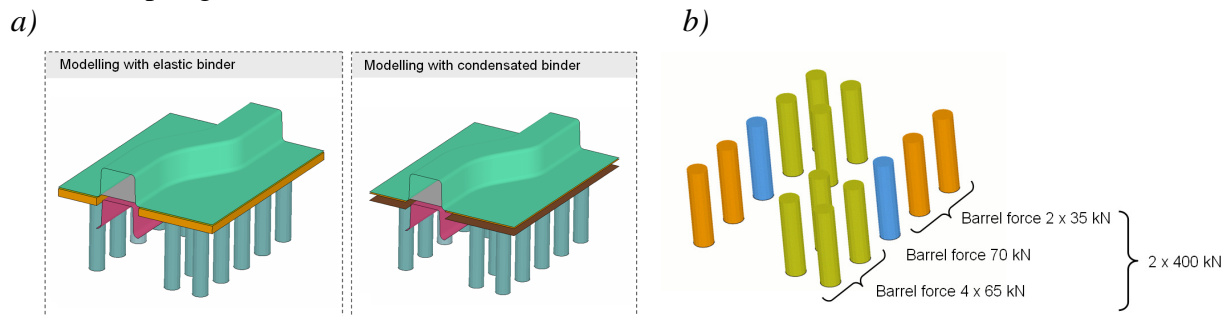 a)
b)
Modelling with elastic binder
Modelling with condensated binder
Barrel force 2 x 35 kN
Barrel force 70 kN
2 x 400 kN
Barrel force 4 x 65 kN